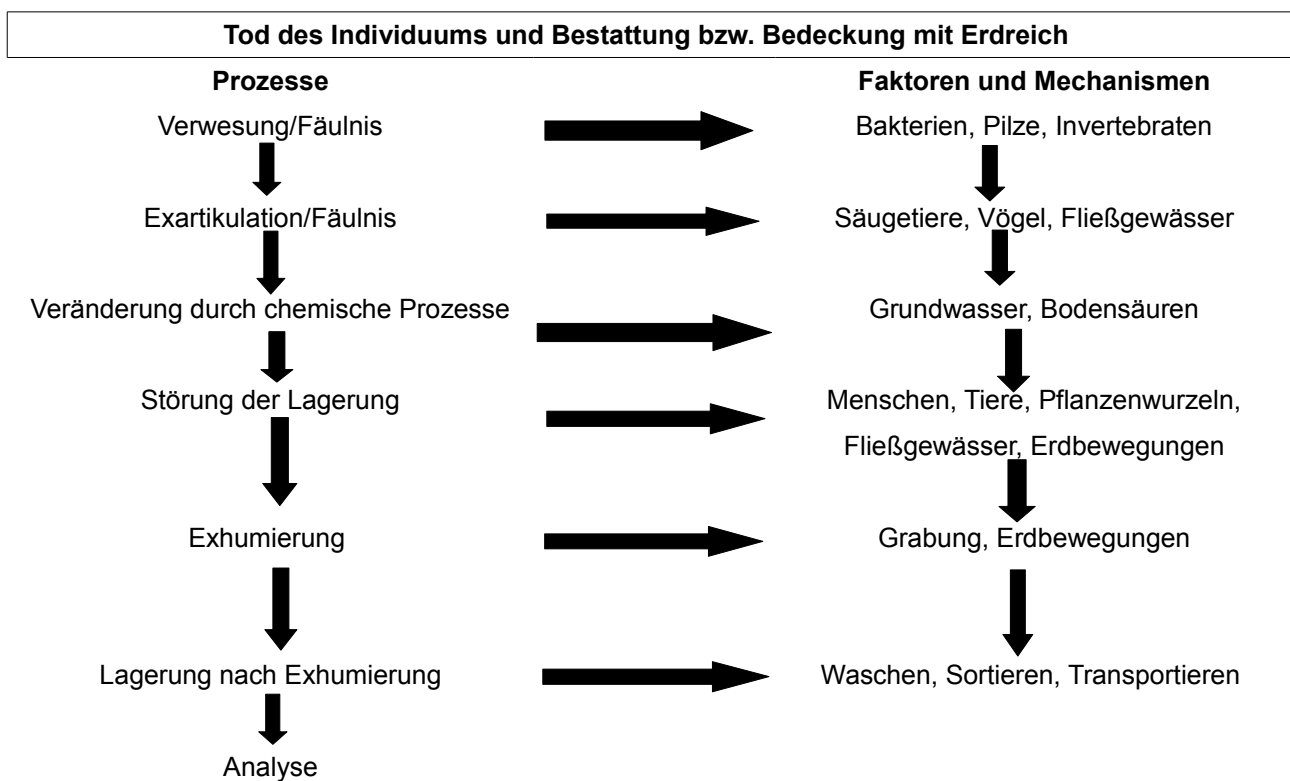 Tod des Individuums und Bestattung bzw. Bedeckung mit Erdreich
Prozesse
Faktoren und Mechanismen
Verwesung/Fäulnis
Bakterien, Pilze, Invertebraten
Exartikulation/Fäulnis
Säugetiere, Vögel, Fließgewässer
Veränderung durch chemische Prozesse
Grundwasser, Bodensäuren
Störung der Lagerung
Menschen, Tiere, Pflanzenwurzeln,
Fließgewässer, Erdbewegungen
Exhumierung
Grabung, Erdbewegungen
Lagerung nach Exhumierung
Waschen, Sortieren, Transportieren
Analyse